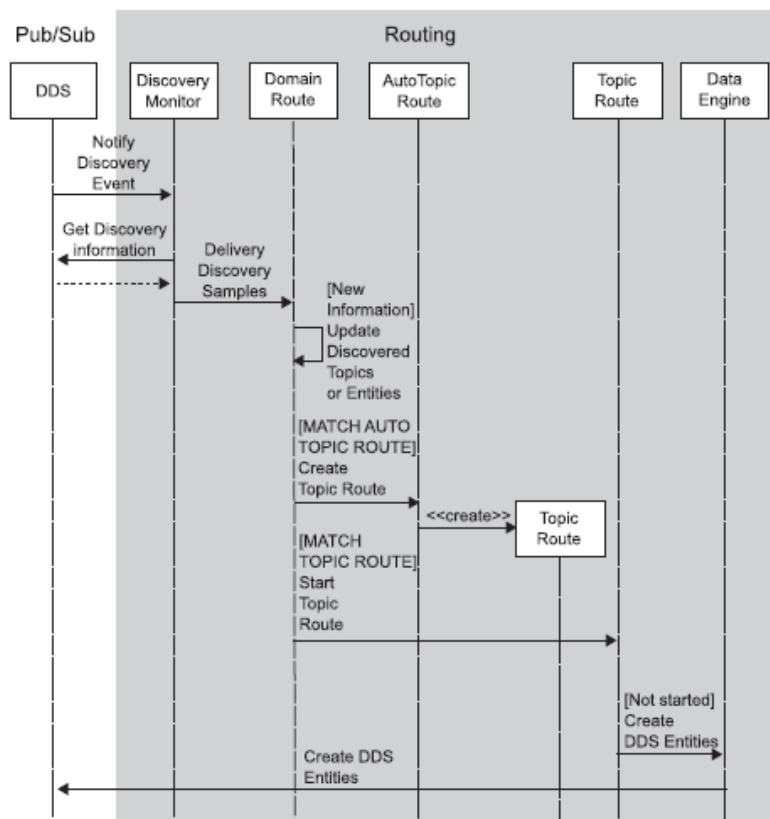 Pub/Sub
Routing
DDS
Discovery
Monitor
Domain
Route
AutoTopic
Route
Topic
Route
Data
Engine
Notify
Discovery
Event
Get Discovery
information
Delivery
Discovery
Samples
[New
Information]
Update
Discovered
Topics
or Entities
[MATCH AUTO
TOPIC ROUTE]
Create
Topic Route
<<create>>
Topic
Route
[MATCH
TOPIC ROUTE]
Start
Topic
Route
[Not started]
Create
DDS Entities
Create DDS
Entities